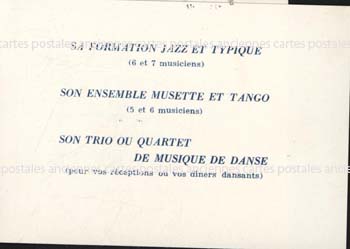 SA FORMATION JAZZ ET TYPIQUE
(6 et 7 musiciens)
SON ENSEMBLE MUSETTE ET TANGO
(5 et 6 musiciens)
SON TRIO OU QUARTET
DE MUSIQUE DE DANSE
(pour vos réceptions ou vos dîners dansants)